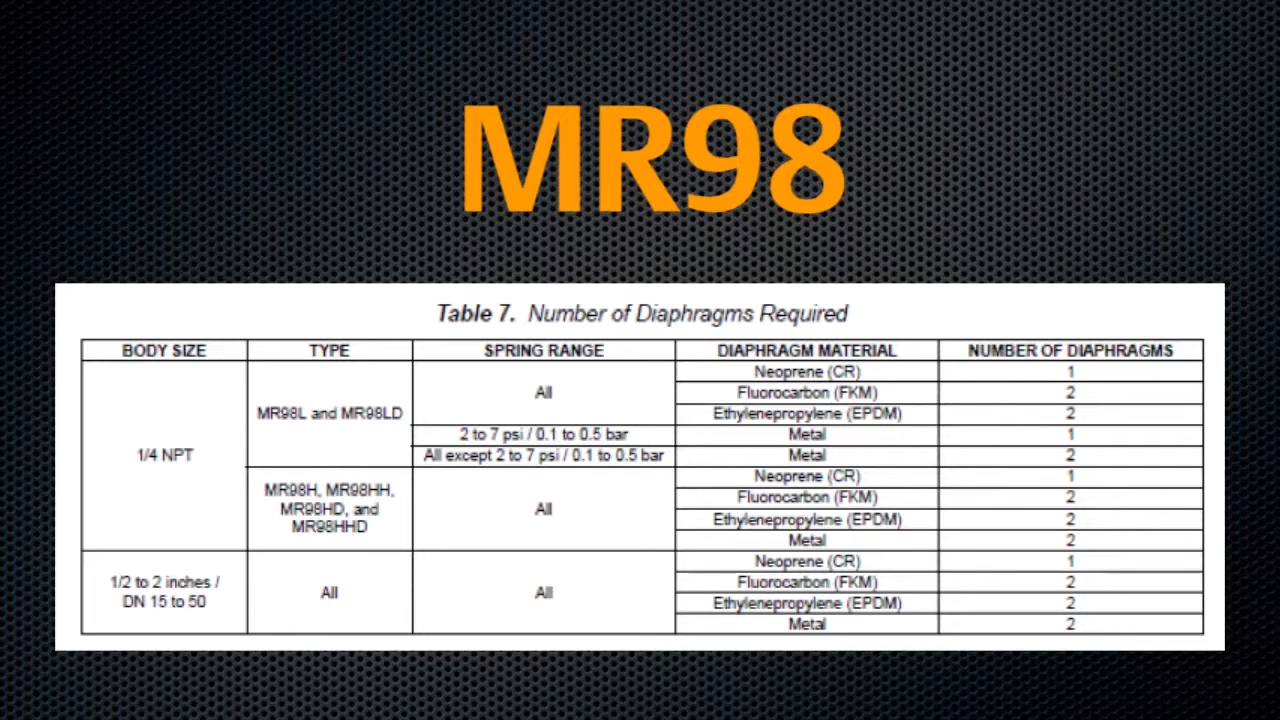 MR98
Table 7. Number of Diaphragms Required
BODY SIZE TYPE SPRING RANGE DIAPHRAGM MATERIAL NUMBER OF DIAPHRAGMS
1/4 NPT
MR98L and MR98LD
All
Neoprene (CR) 1
Fluorocarbon (FKM) 2
Ethylenepropylene (EPDM) 2
2 to 7 psi / 0.1 to 0.5 bar Metal 1
All except 2 to 7 psi / 0.1 to 0.5 bar Metal 2
MR98H, MR98HH,
MR98HD, and
MR98HHD
All
Neoprene (CR) 1
Fluorocarbon (FKM) 2
Ethylenepropylene (EPDM) 2
Metal 2
1/2 to 2 inches /
DN 15 to 50
All
All
Neoprene (CR) 1
Fluorocarbon (FKM) 2
Ethylenepropylene (EPDM) 2
Metal 2